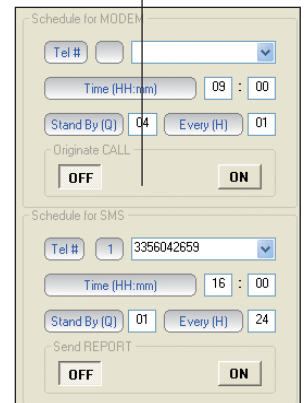 Schedule for MODEM
Tel #
Time (HH:mm) 09 : 00
Stand By (Q) 04 Every (H) 01
Originate CALL
OFF ON
Schedule for SMS
Tel # 1 3356042659
Time (HH:mm) 16 : 00
Stand By (Q) 01 Every (H) 24
Send REPORT
OFF ON